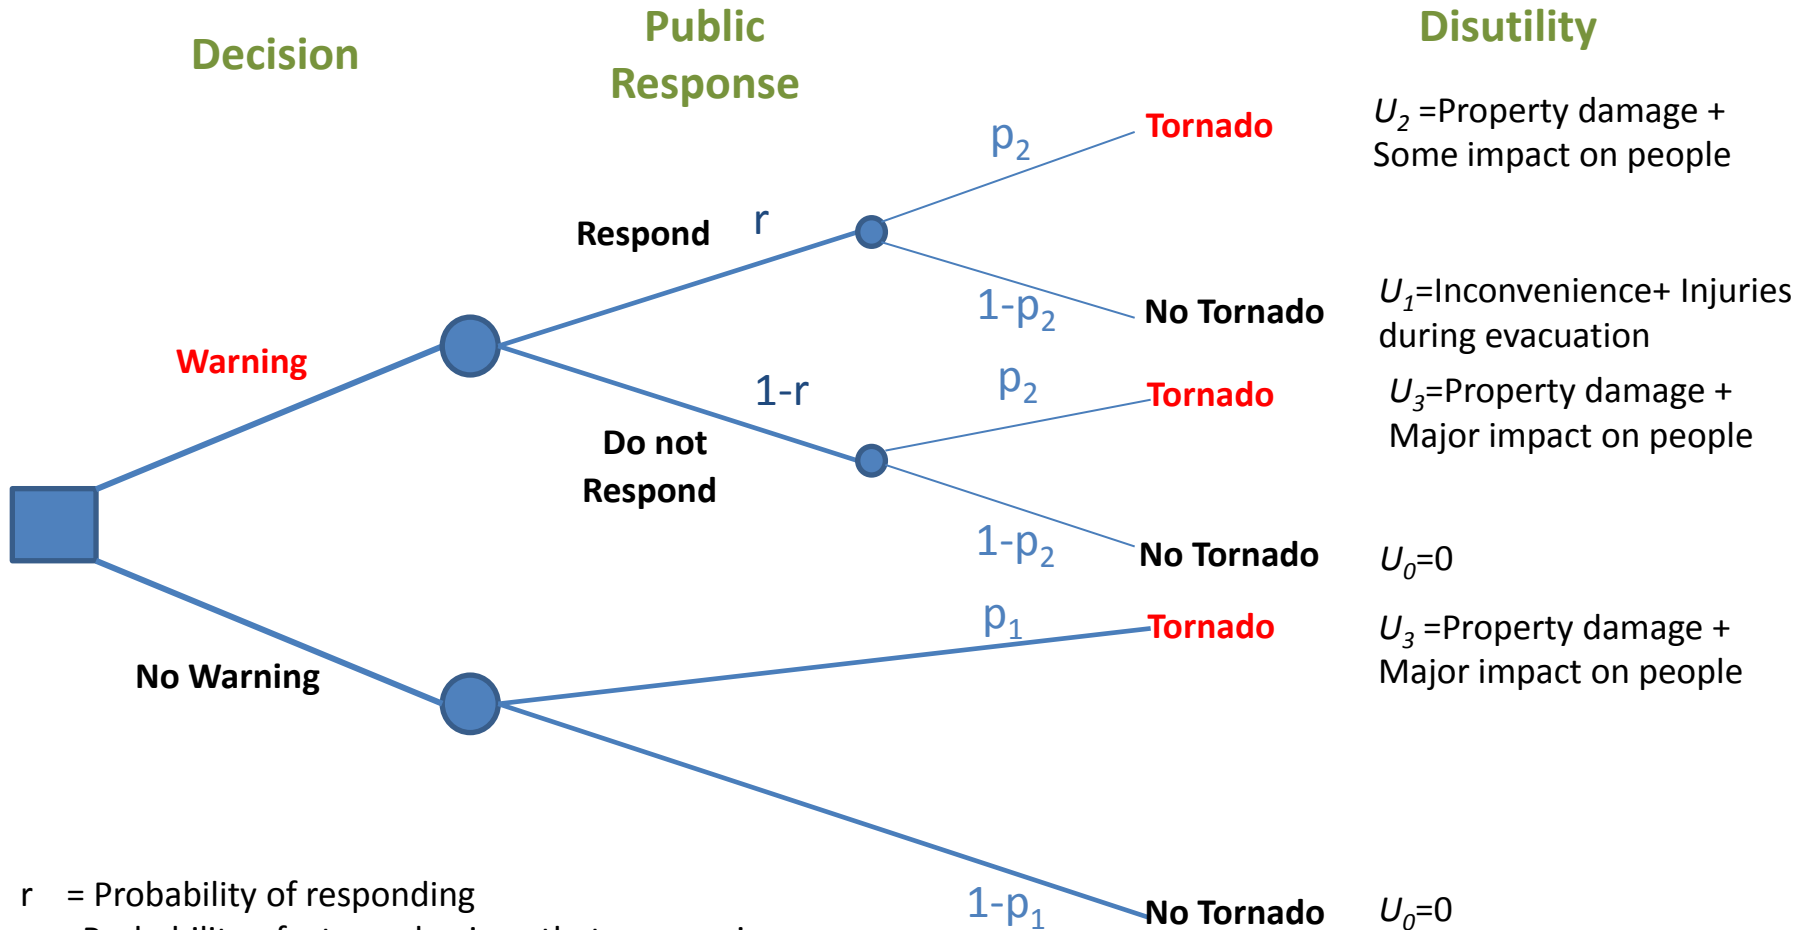 Decision
Public
Response
Disutility
p2
Tornado
U2 =Property damage +
Some impact on people
Respond
r
1-p2
No Tornado
U1=Inconvenience+ Injuries
during evacuation
Warning
1-r
p2
Tornado
U3=Property damage +
Major impact on people
Do not
Respond
1-p2
No Tornado
U0=0
p1
Tornado
U3 =Property damage +
Major impact on people
No Warning
1-p1
No Tornado
U0=0
r = Probability of responding